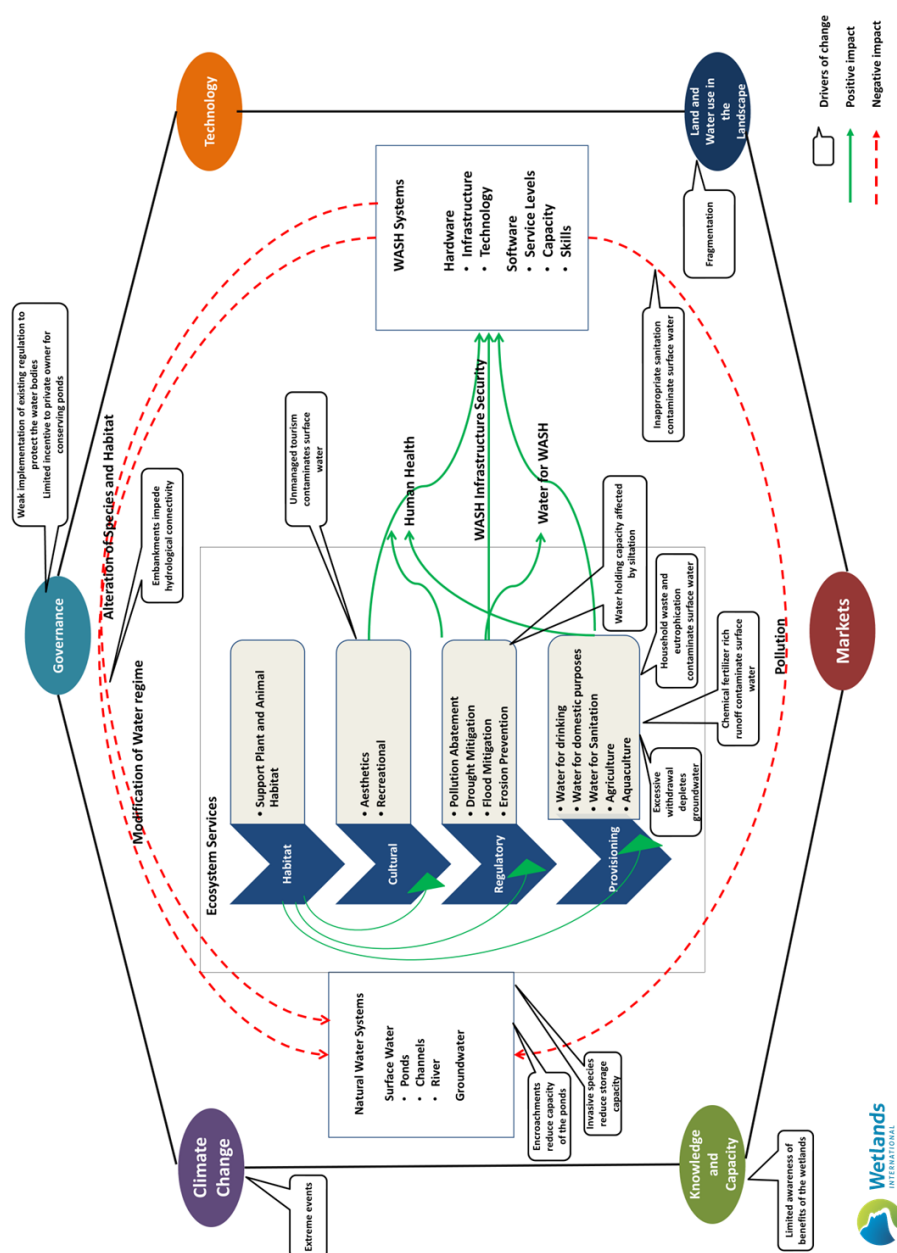 Governance
Weak implementation of existing regulation to
protect the water bodies
Limited incentive to private owner for
conserving ponds
Climate
Change
Extreme events
Technology
Alteration of Species and Habitat
Modification of Water regime
Embankments impede
hydrological connectivity
Natural Water Systems
Surface Water
• Ponds
• Channels
• River
Groundwater
Encroachments
reduce capacity
of the ponds
Invasive species
reduce storage
capacity
Ecosystem Services
Habitat
• Support Plant and Animal
Habitat
Cultural
• Aesthetics
• Recreational
Regulatory
• Pollution Abatement
• Drought Mitigation
• Flood Mitigation
• Erosion Prevention
Provisioning
• Water for drinking
• Water for domestic purposes
• Water for Sanitation
• Agriculture
• Aquaculture
Unmanaged tourism
contaminates surface
water
Human Health
WASH Infrastructure Security
Water for WASH
Water holding capacity affected
by siltation
Household waste and
eutrophication
contaminate surface water
Chemical fertilizer rich
runoff contaminate surface
water
Excessive
withdrawal
depletes
groundwater
WASH Systems
Hardware
• Infrastructure
• Technology
Software
• Service Levels
• Capacity
• Skills
Inappropriate sanitation
contaminate surface water
Pollution
Fragmentation
Land and
Water use in
the
Landscape
Markets
Knowledge
and
Capacity
Limited awareness of
benefits of the wetlands
Drivers of change
Positive impact
Negative impact
Wetlands
INTERNATIONAL